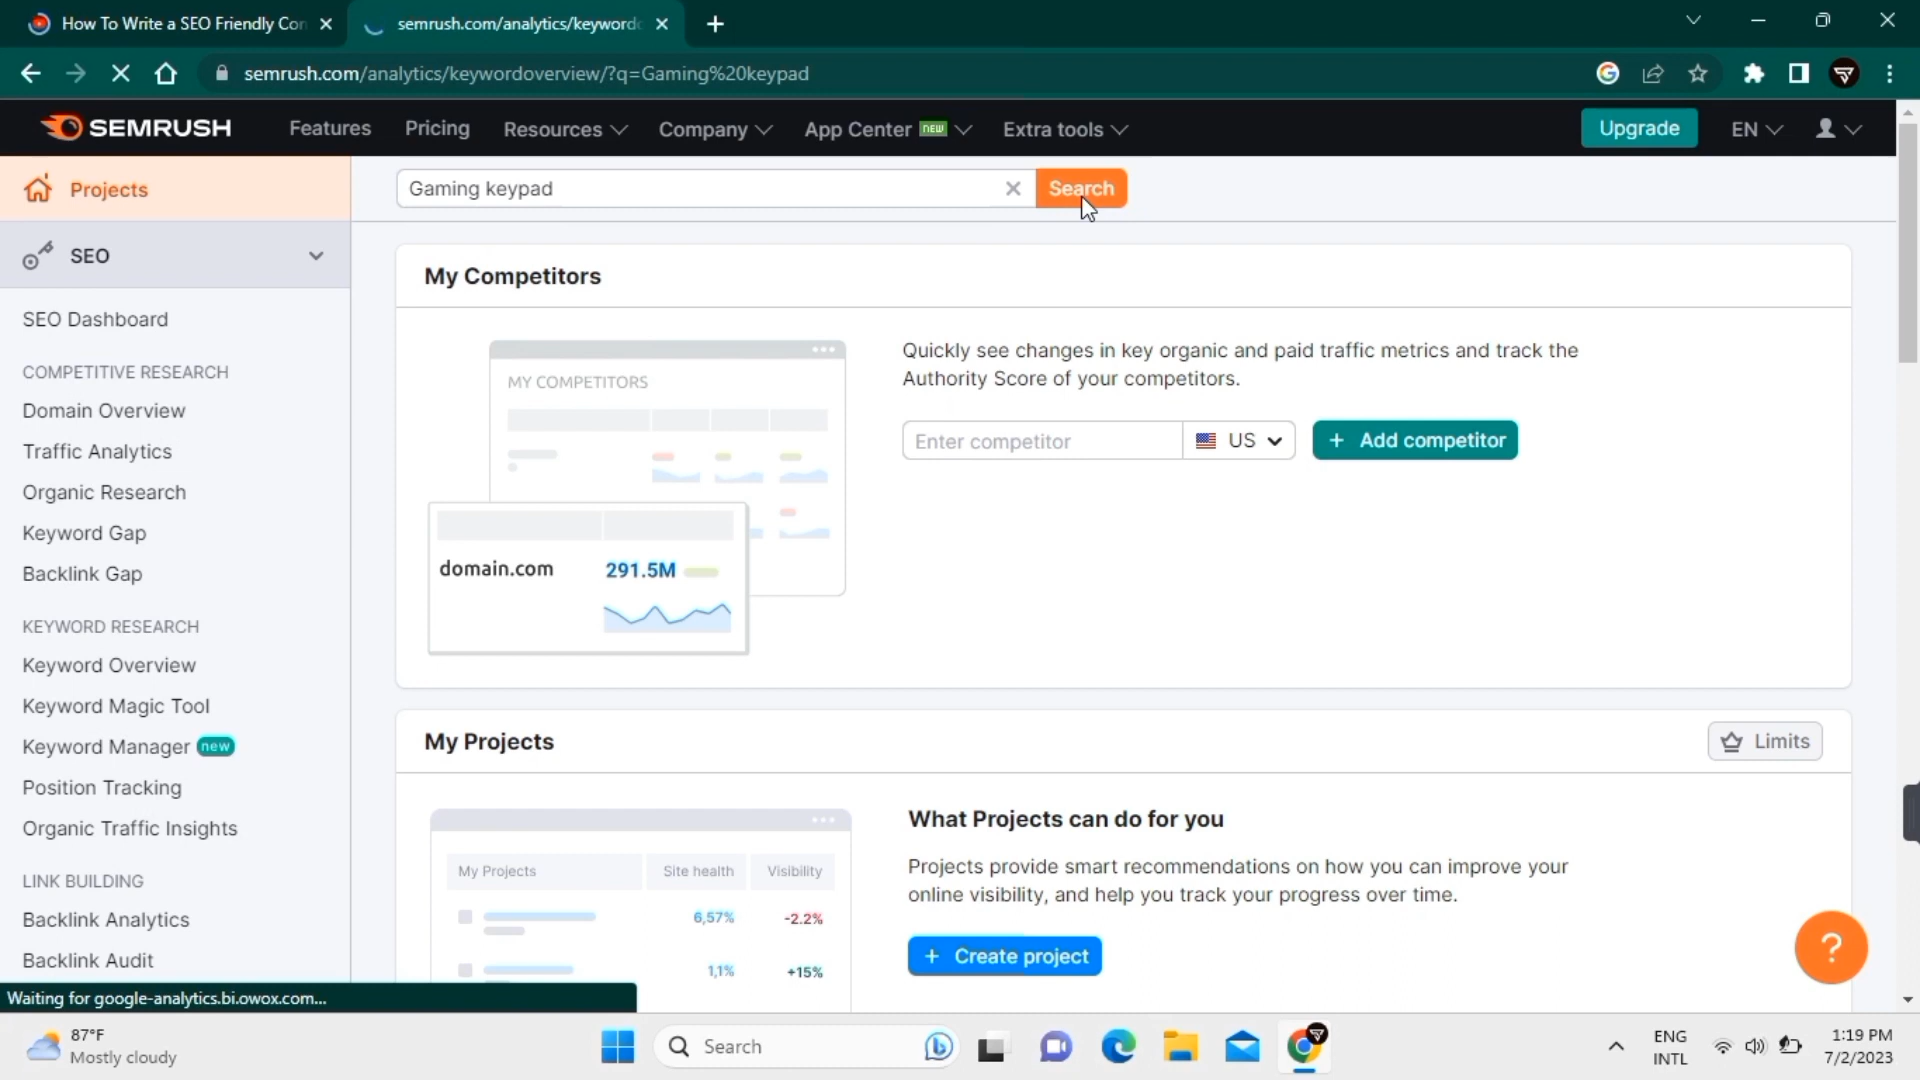 How To Write a SEO Friendly Con
semrush.com/analytics/keywordo
semrush.com/analytics/keywordoverview/?q=Gaming%20keypad
SEMRUSH
Features
Pricing
Resources
Company
App Center NEW
Extra tools
Upgrade
EN
Projects
Gaming keypad
Search
SEO
My Competitors
SEO Dashboard
MY COMPETITORS
Quickly see changes in key organic and paid traffic metrics and track the
Authority Score of your competitors.
COMPETITIVE RESEARCH
Domain Overview
Traffic Analytics
Organic Research
Keyword Gap
Backlink Gap
Enter competitor
US
+ Add competitor
domain.com
291.5M
KEYWORD RESEARCH
Keyword Overview
Keyword Magic Tool
Keyword Manager new
Position Tracking
Organic Traffic Insights
My Projects
Limits
What Projects can do for you
Projects provide smart recommendations on how you can improve your
online visibility, and help you track your progress over time.
+ Create project
My Projects
Site health
Visibility
6,57%
-2.2%
1,1%
+15%
LINK BUILDING
Backlink Analytics
Backlink Audit
?
Waiting for google-analytics.bi.owox.com...
87°F
Mostly cloudy
Search
ENG
INTL
1:19 PM
7/2/2023